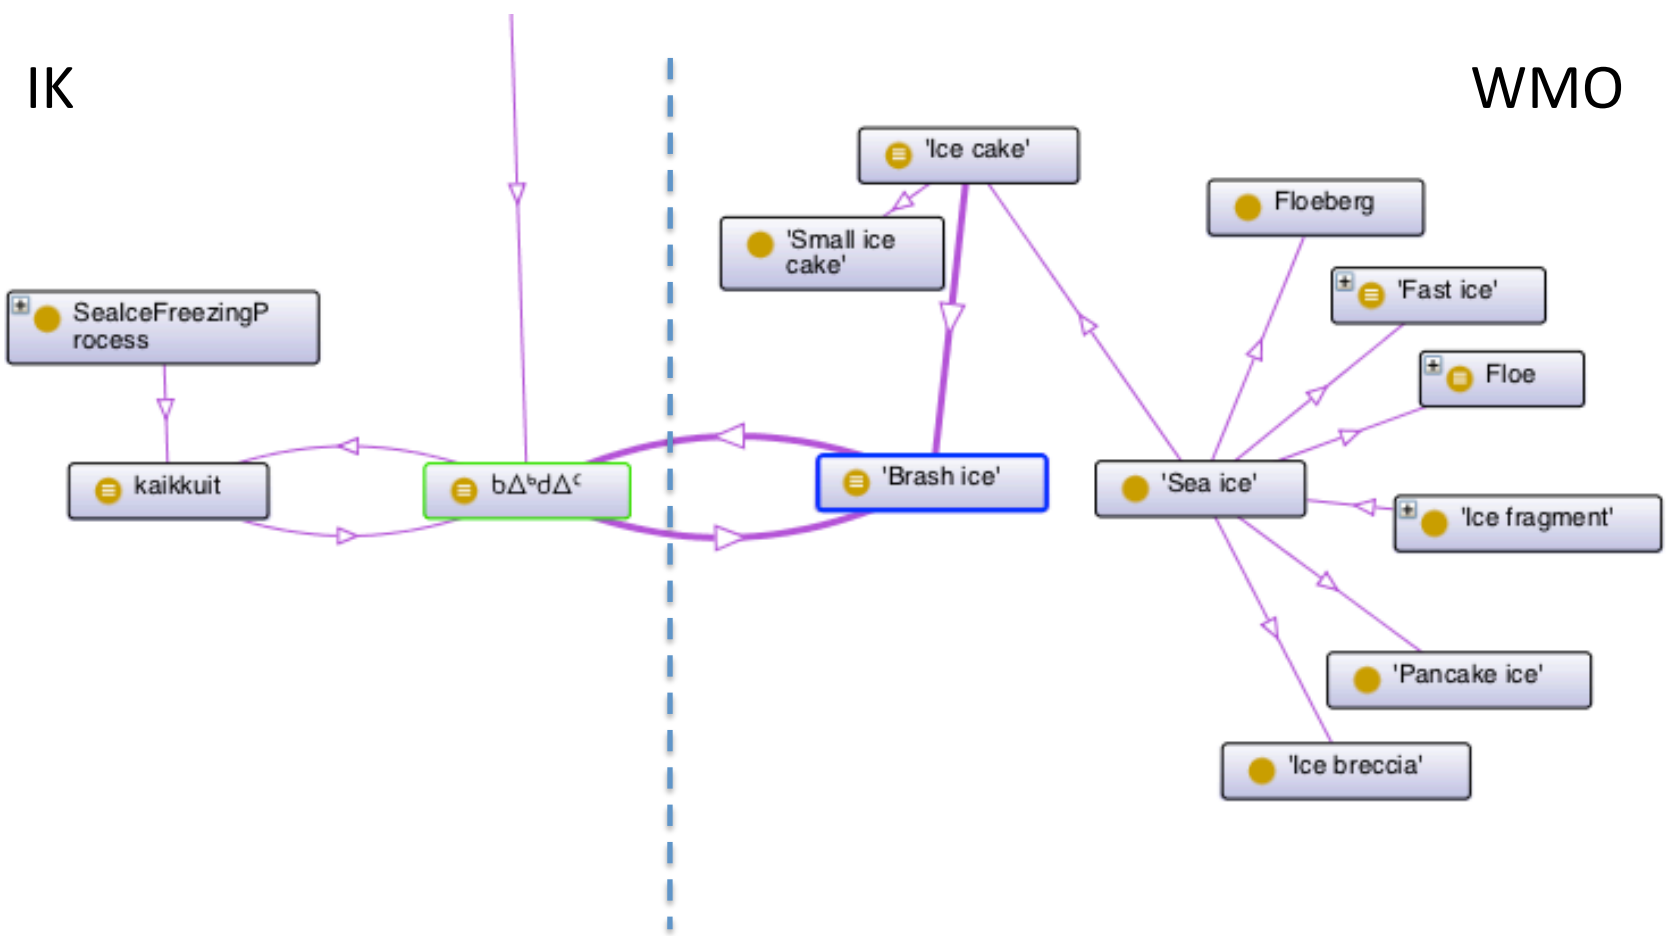 IK
WMO
'Ice cake'
'Small ice
cake'
Floeberg
'Fast ice'
Floe
SeaIceFreezingP
rocess
kaikkuit
ᑲᐃᒃᑯᐃᑦ
'Brash ice'
'Sea ice'
'Ice fragment'
'Pancake ice'
'Ice breccia'